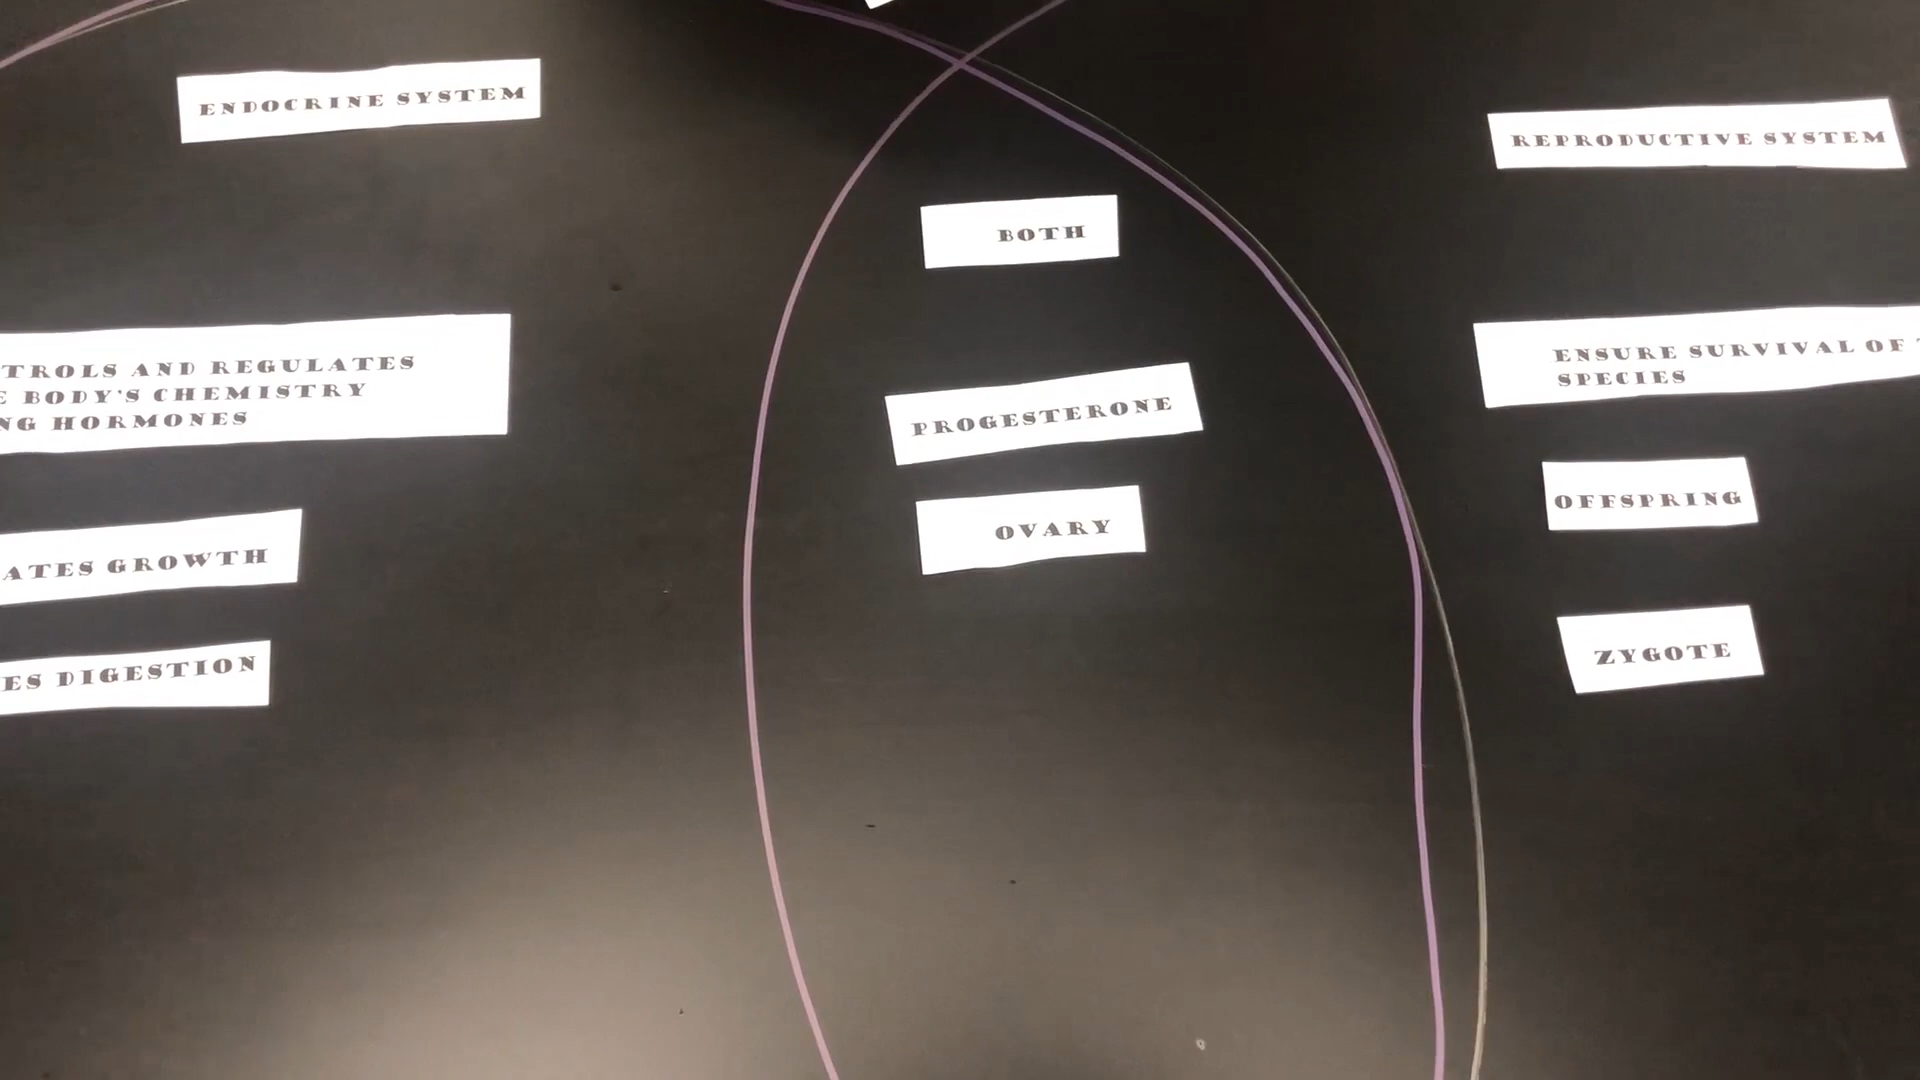 ENDOCRINE SYSTEM
TROLS AND REGULATES
BODY'S CHEMISTRY
NG HORMONES
ATES GROWTH
ES DIGESTION
BOTH
PROGESTERONE
OVARY
REPRODUCTIVE SYSTEM
ENSURE SURVIVAL OF
SPECIES
OFFSPRING
ZYGOTE